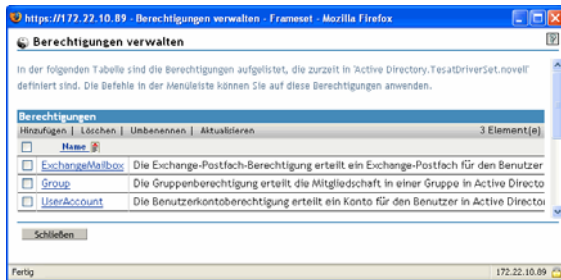 https://172.22.10.89 - Berechtigungen verwalten - Frameset - Mozilla Firefox
Berechtigungen verwalten
In der folgenden Tabelle sind die Berechtigungen aufgelistet, die zurzeit in 'Active Directory.TesatDriverSet.novell'
definiert sind. Die Befehle in der Menüleiste können Sie auf diese Berechtigungen anwenden.
Berechtigungen
Hinzufügen | Löschen | Umbenennen | Aktualisieren 3 Element(e)
Name
ExchangeMailbox Die Exchange-Postfach-Berechtigung erteilt ein Exchange-Postfach für den Benutzer
Group Die Gruppenberechtigung erteilt die Mitgliedschaft in einer Gruppe in Active Directo
UserAccount Die Benutzerkontoberechtigung erteilt ein Konto für den Benutzer in Active Director
Schließen
Fertig 172.22.10.89